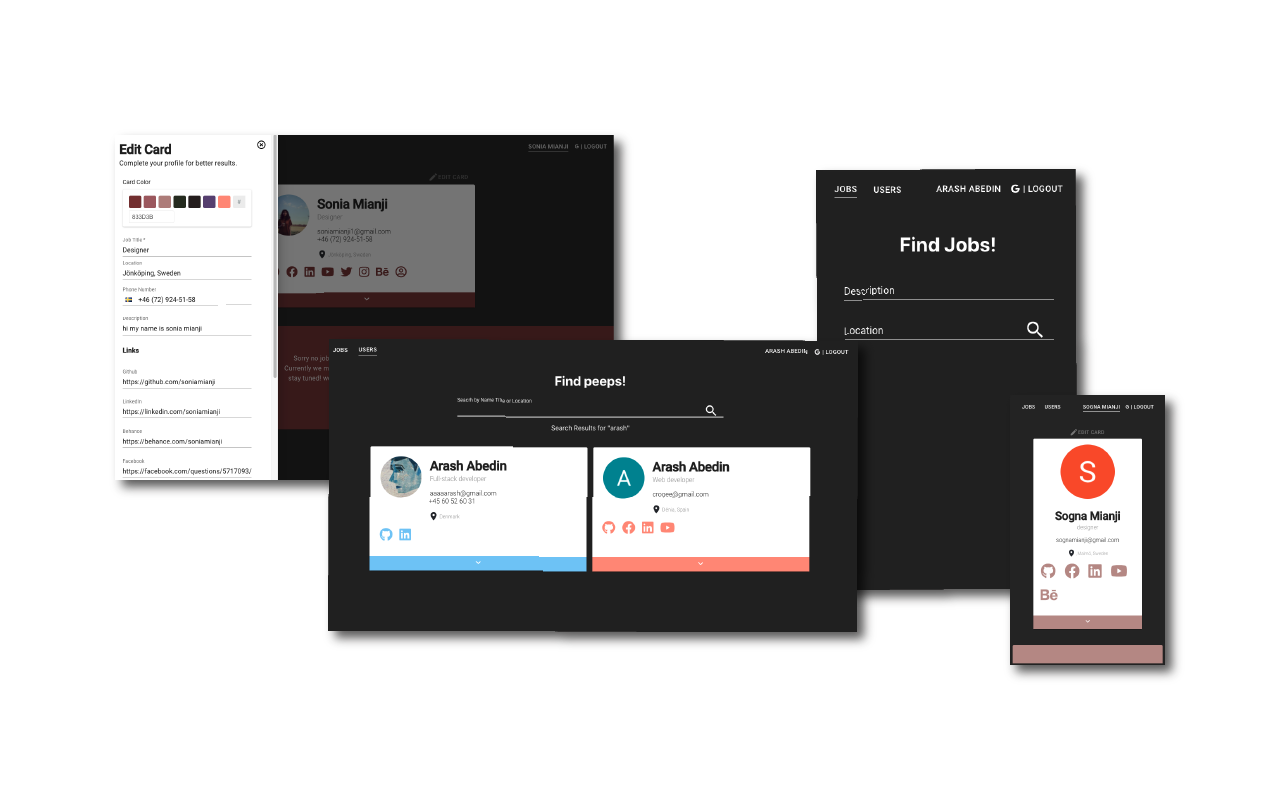 Edit Card
Complete your profile for better results.
Card Color
#
833D3B
Job Title *
Designer
Location
Jönköping, Sweden
Phone Number
+46 (72) 924-51-58
Description
hi my name is sonia mianji
Links
Github
https://github.com/soniamianji
LinkedIn
https://linkedin.com/soniamianji
Behance
https://behance.com/soniamianji
Facebook
https://facebook.com/questions/5717093/
SONIA MIANJI
G | LOGOUT
EDIT CARD
Sonia Mianji
Designer
soniamianji1@gmail.com
+46 (72) 924-51-58
Jönköping, Sweden
Bē
Sorry no job
Currently we m
stay tuned! we
JOBS
USERS
ARASH ABEDIN
G | LOGOUT
Find peeps!
Search by Name Title or Location
Search Results for "arash"
Arash Abedin
Full-stack developer
aaaaarash@gmail.com
+45 60 52 60 31
Denmark
A
Arash Abedin
Web developer
crooee@gmail.com
Spain
JOBS
USERS
ARASH ABEDIN
G | LOGOUT
Find Jobs!
Description
Location
JOBS
USERS
SOGNA MIANJI
G | LOGOUT
EDIT CARD
S
Sogna Mianji
designer
sognamianji@gmail.com
Sweden
Bē